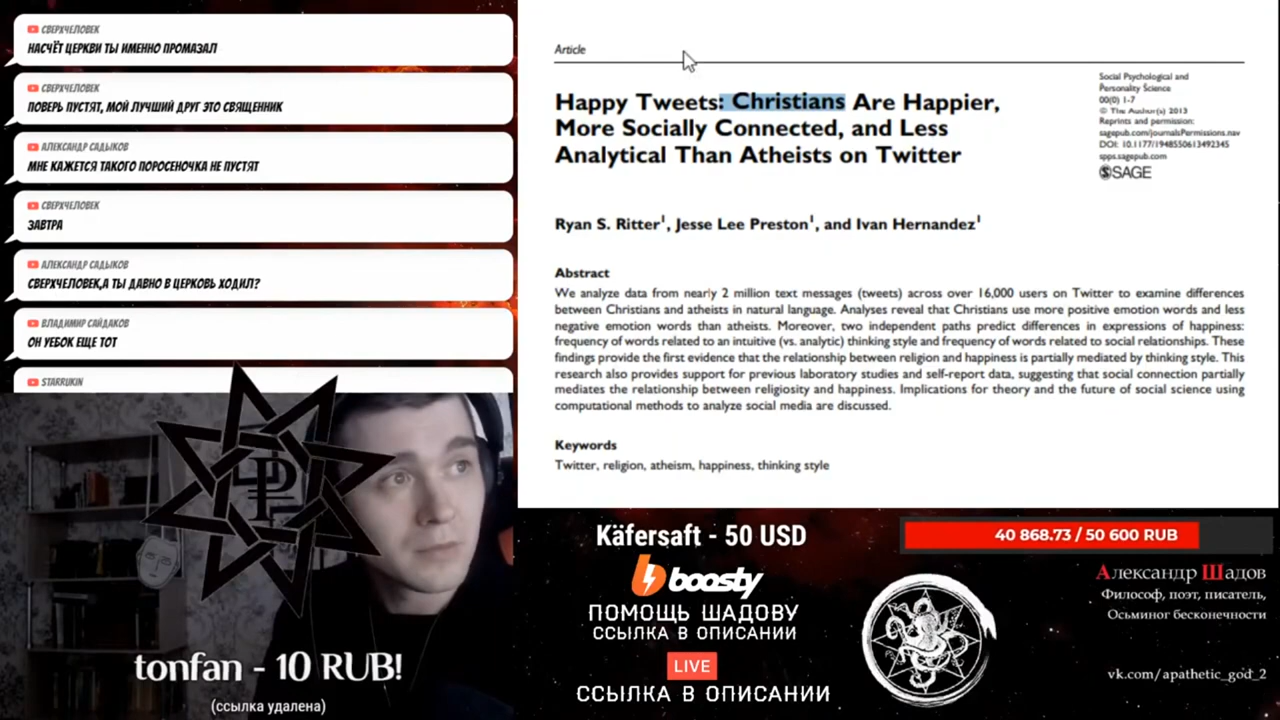 СВЕРХЧЕЛОВЕК
НАСЧЁТ ЦЕРКВИ ТЫ ИМЕННО ПРОМАЗАЛ
СВЕРХЧЕЛОВЕК
ПОВЕРЬ ПУСТЯТ, МОЙ ЛУЧШИЙ ДРУГ ЭТО СВЯЩЕННИК
АЛЕКСАНДР САДЫКОВ
МНЕ КАЖЕТСЯ ТАКОГО ПОРОСЕНОЧКА НЕ ПУСТЯТ
СВЕРХЧЕЛОВЕК
ЗАВТРА
АЛЕКСАНДР САДЫКОВ
СВЕРХЧЕЛОВЕК,А ТЫ ДАВНО В ЦЕРКОВЬ ХОДИЛ?
ВЛАДИМИР САЙДАКОВ
ОН УЕБОК ЕЩЕ ТОТ
STARRUKIN
tonfan - 10 RUB!
(ссылка удалена)
Article
Happy Tweets: Christians Are Happier,
More Socially Connected, and Less
Analytical Than Atheists on Twitter
Social Psychological and
Personality Science
00(0) 1-7
© The Author(s) 2013
Reprints and permission:
sagepub.com/journalsPermissions.nav
DOI: 10.1177/1948550613492345
spps.sagepub.com
SAGE
Ryan S. Ritter1, Jesse Lee Preston1, and Ivan Hernandez1
Abstract
We analyze data from nearly 2 million text messages (tweets) across over 16,000 users on Twitter to examine differences
between Christians and atheists in natural language. Analyses reveal that Christians use more positive emotion words and less
negative emotion words than atheists. Moreover, two independent paths predict differences in expressions of happiness:
frequency of words related to an intuitive (vs. analytic) thinking style and frequency of words related to social relationships. These
findings provide the first evidence that the relationship between religion and happiness is partially mediated by thinking style. This
research also provides support for previous laboratory studies and self-report data, suggesting that social connection partially
mediates the relationship between religiosity and happiness. Implications for theory and the future of social science using
computational methods to analyze social media are discussed.
Keywords
Twitter, religion, atheism, happiness, thinking style
Käfersaft - 50 USD
boosty
ПОМОЩЬ ШАДОВУ
ССЫЛКА В ОПИСАНИИ
LIVE
ССЫЛКА В ОПИСАНИИ
40 868.73 / 50 600 RUB
Александр Шадов
Философ, поэт, писатель,
Осьминог бесконечности
vk.com/apathetic_god_2